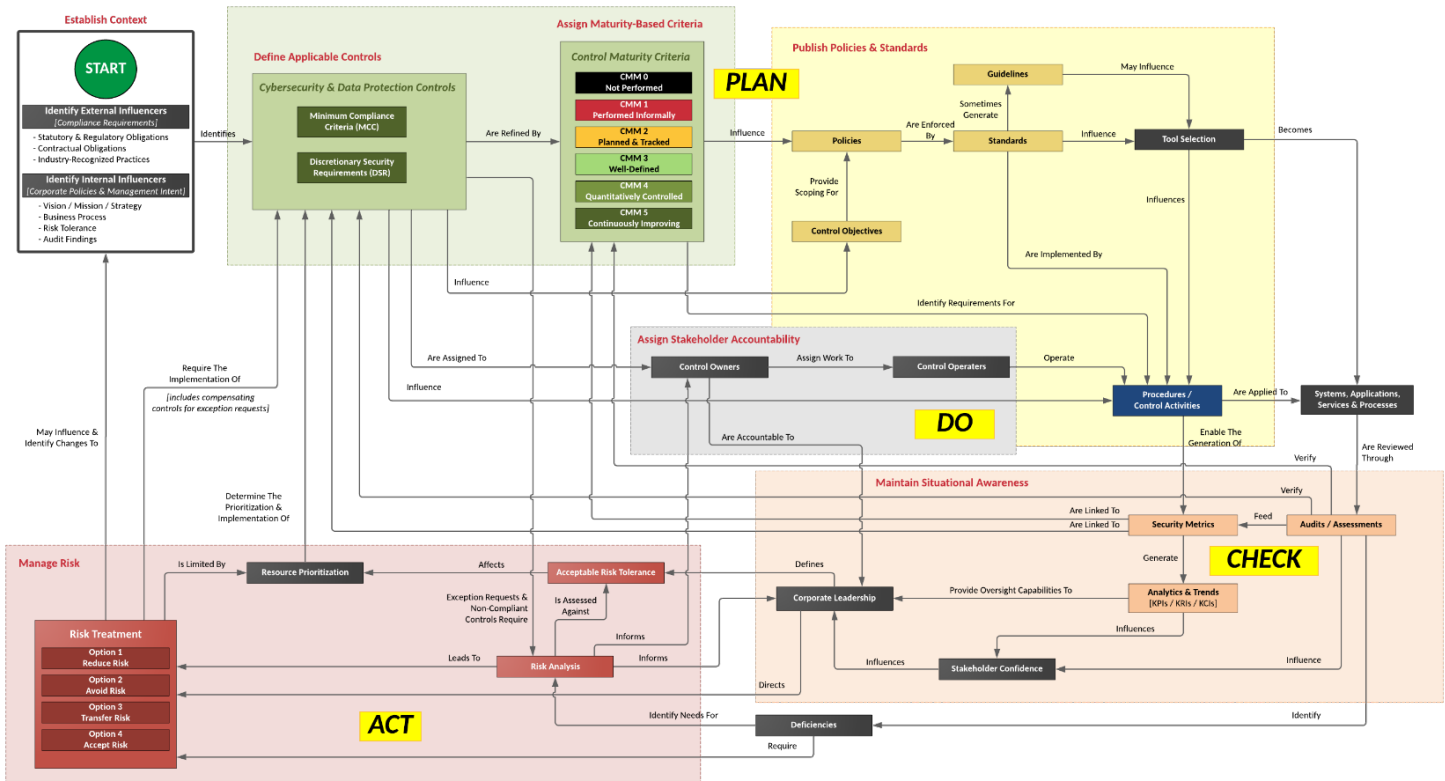 Establish Context
START
Identify External Influencers
[Compliance Requirements]
- Statutory & Regulatory Obligations
- Contractual Obligations
- Industry-Recognized Practices
Identify Internal Influencers
[Corporate Policies & Management Intent]
- Vision / Mission / Strategy
- Business Process
- Risk Tolerance
- Audit Findings
Identifies
Define Applicable Controls
Cybersecurity & Data Protection Controls
Minimum Compliance
Criteria (MCC)
Discretionary Security
Requirements (DSR)
Are Refined By
Assign Maturity-Based Criteria
Control Maturity Criteria
CMM 0
Not Performed
CMM 1
Performed Informally
CMM 2
Planned & Tracked
CMM 3
Well-Defined
CMM 4
Quantitatively Controlled
CMM 5
Continuously Improving
PLAN
Influence
Publish Policies & Standards
Guidelines
May Influence
Sometimes
Generate
Policies
Are Enforced
By
Standards
Influence
Tool Selection
Becomes
Provide
Scoping For
Influences
Control Objectives
Are Implemented By
Influence
Identify Requirements For
Assign Stakeholder Accountability
Are Assigned To
Control Owners
Assign Work To
Control Operaters
Operate
Influence
Procedures /
Control Activities
Are Applied To
Systems, Applications,
Services & Processes
DO
Are Accountable To
Enable The
Generation Of
Are Reviewed
Through
Require The
Implementation Of
[includes compensating
controls for exception requests]
May Influence &
Identify Changes To
Determine The
Prioritization &
Implementation Of
Maintain Situational Awareness
Verify
Verify
Are Linked To
Are Linked To
Security Metrics
Feed
Audits / Assessments
CHECK
Generate
Analytics & Trends
[KPIs / KRIs / KCIs]
Provide Oversight Capabilities To
Corporate Leadership
Defines
Influences
Influences
Stakeholder Confidence
Influence
Manage Risk
Is Limited By
Resource Prioritization
Affects
Acceptable Risk Tolerance
Exception Requests &
Non-Compliant
Controls Require
Is Assessed
Against
Informs
Informs
Risk Treatment
Option 1
Reduce Risk
Option 2
Avoid Risk
Option 3
Transfer Risk
Option 4
Accept Risk
Leads To
Risk Analysis
Directs
ACT
Identify Needs For
Deficiencies
Identify
Require